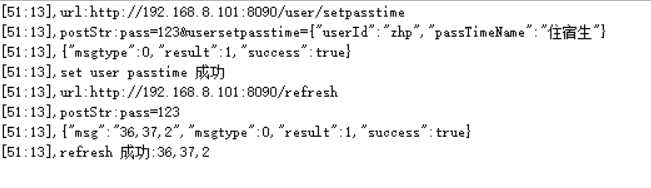 [51:13],url:http://192.168.8.101:8090/user/setpasstime
[51:13],postStr:pass=123&usersetpasstime={"userId":"zhp","passTimeName":"住宿生"}
[51:13],{"msgtype":0,"result":1,"success":true}
[51:13],set user passtime 成功
[51:13],url:http://192.168.8.101:8090/refresh
[51:13],postStr:pass=123
[51:13],{"msg":"36,37,2","msgtype":0,"result":1,"success":true}
[51:13],refresh 成功:36,37,2